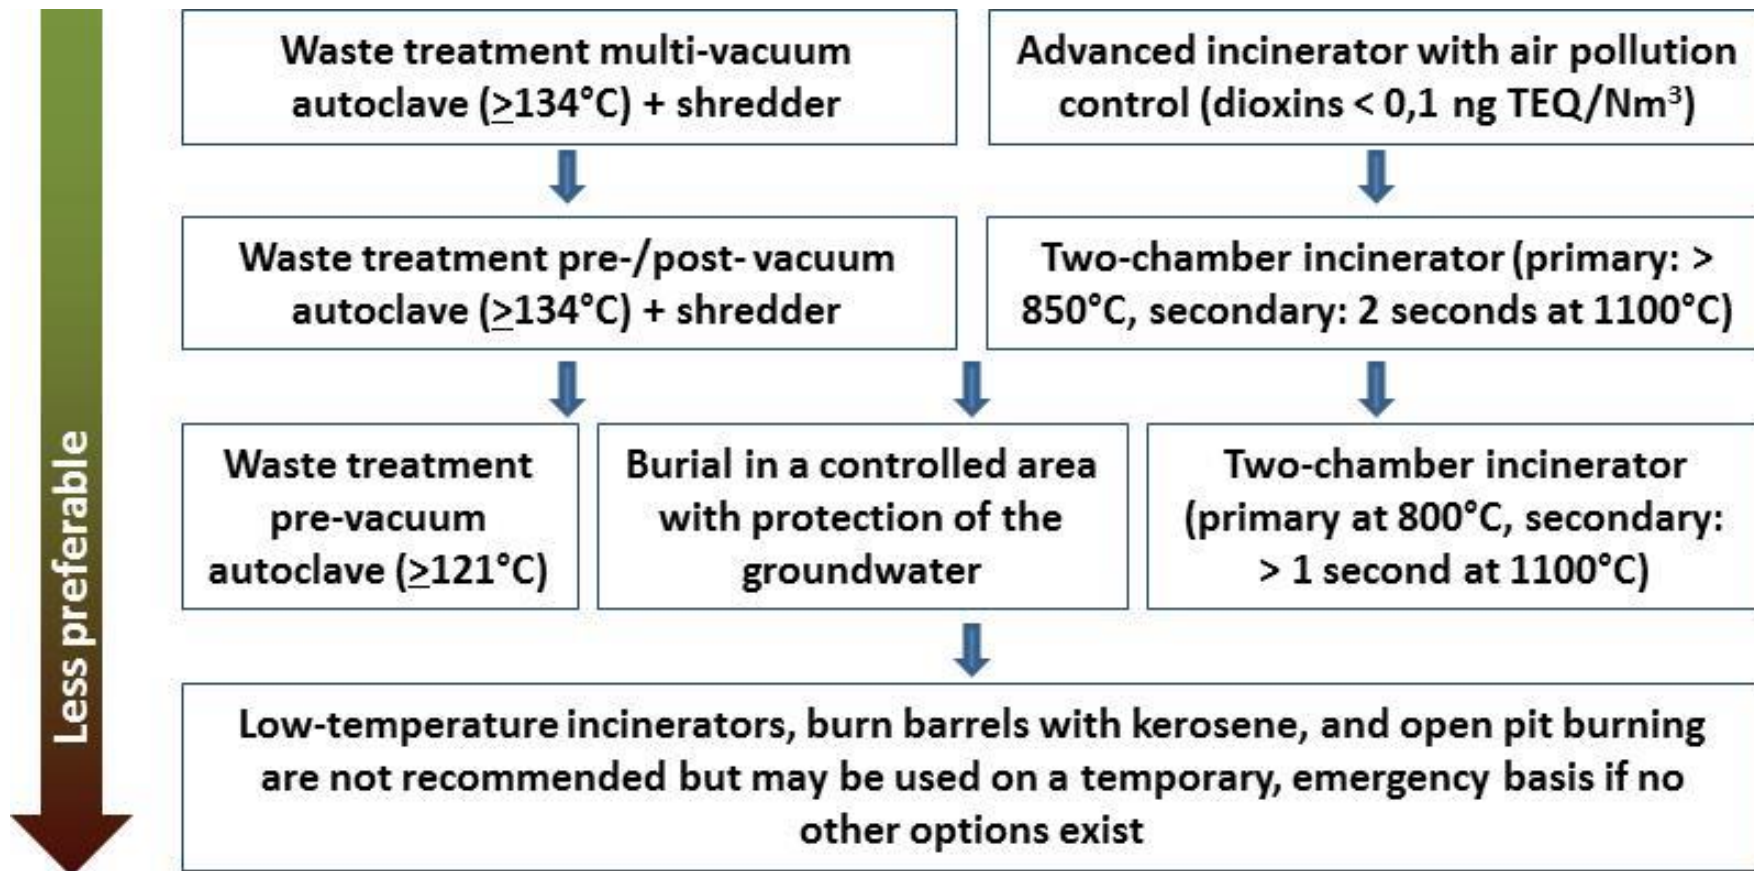 Waste treatment multi-vacuum
autoclave (≥134°C) + shredder
Advanced incinerator with air pollution
control (dioxins < 0,1 ng TEQ/Nm³)
Waste treatment pre-/post- vacuum
autoclave (≥134°C) + shredder
Two-chamber incinerator (primary: >
850°C, secondary: 2 seconds at 1100°C)
Waste treatment
pre-vacuum
autoclave (≥121°C)
Burial in a controlled area
with protection of the
groundwater
Two-chamber incinerator
(primary at 800°C, secondary:
> 1 second at 1100°C)
Low-temperature incinerators, burn barrels with kerosene, and open pit burning
are not recommended but may be used on a temporary, emergency basis if no
other options exist
Less preferable